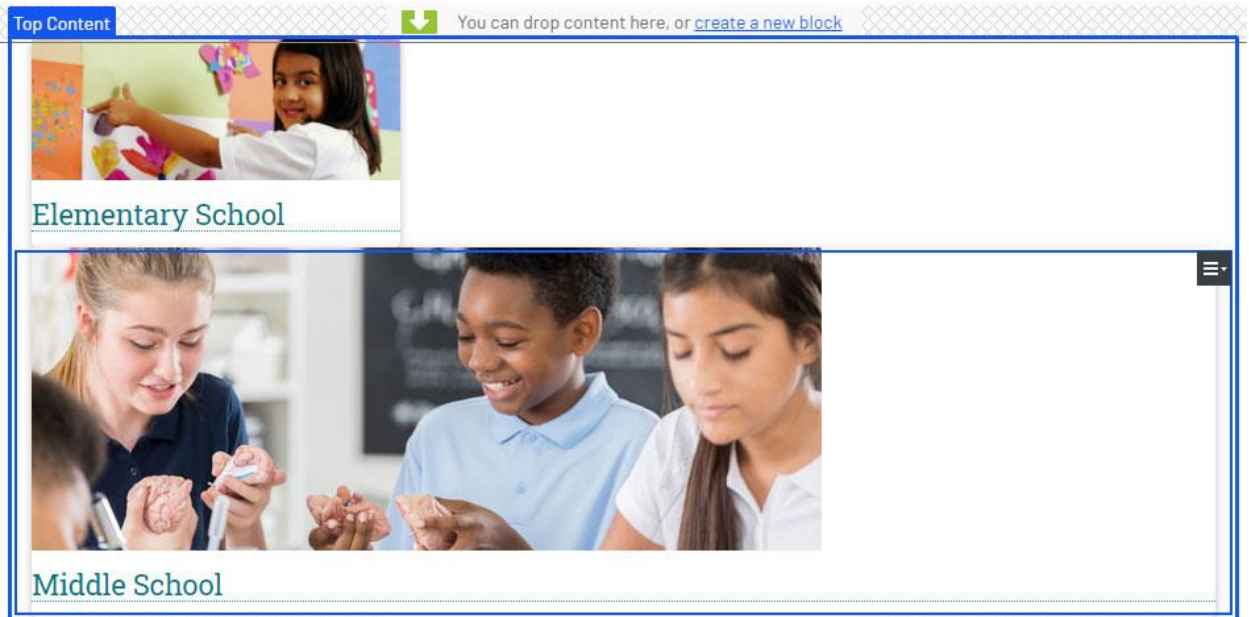 Top Content
You can drop content here, or create a new block
Elementary School
Middle School